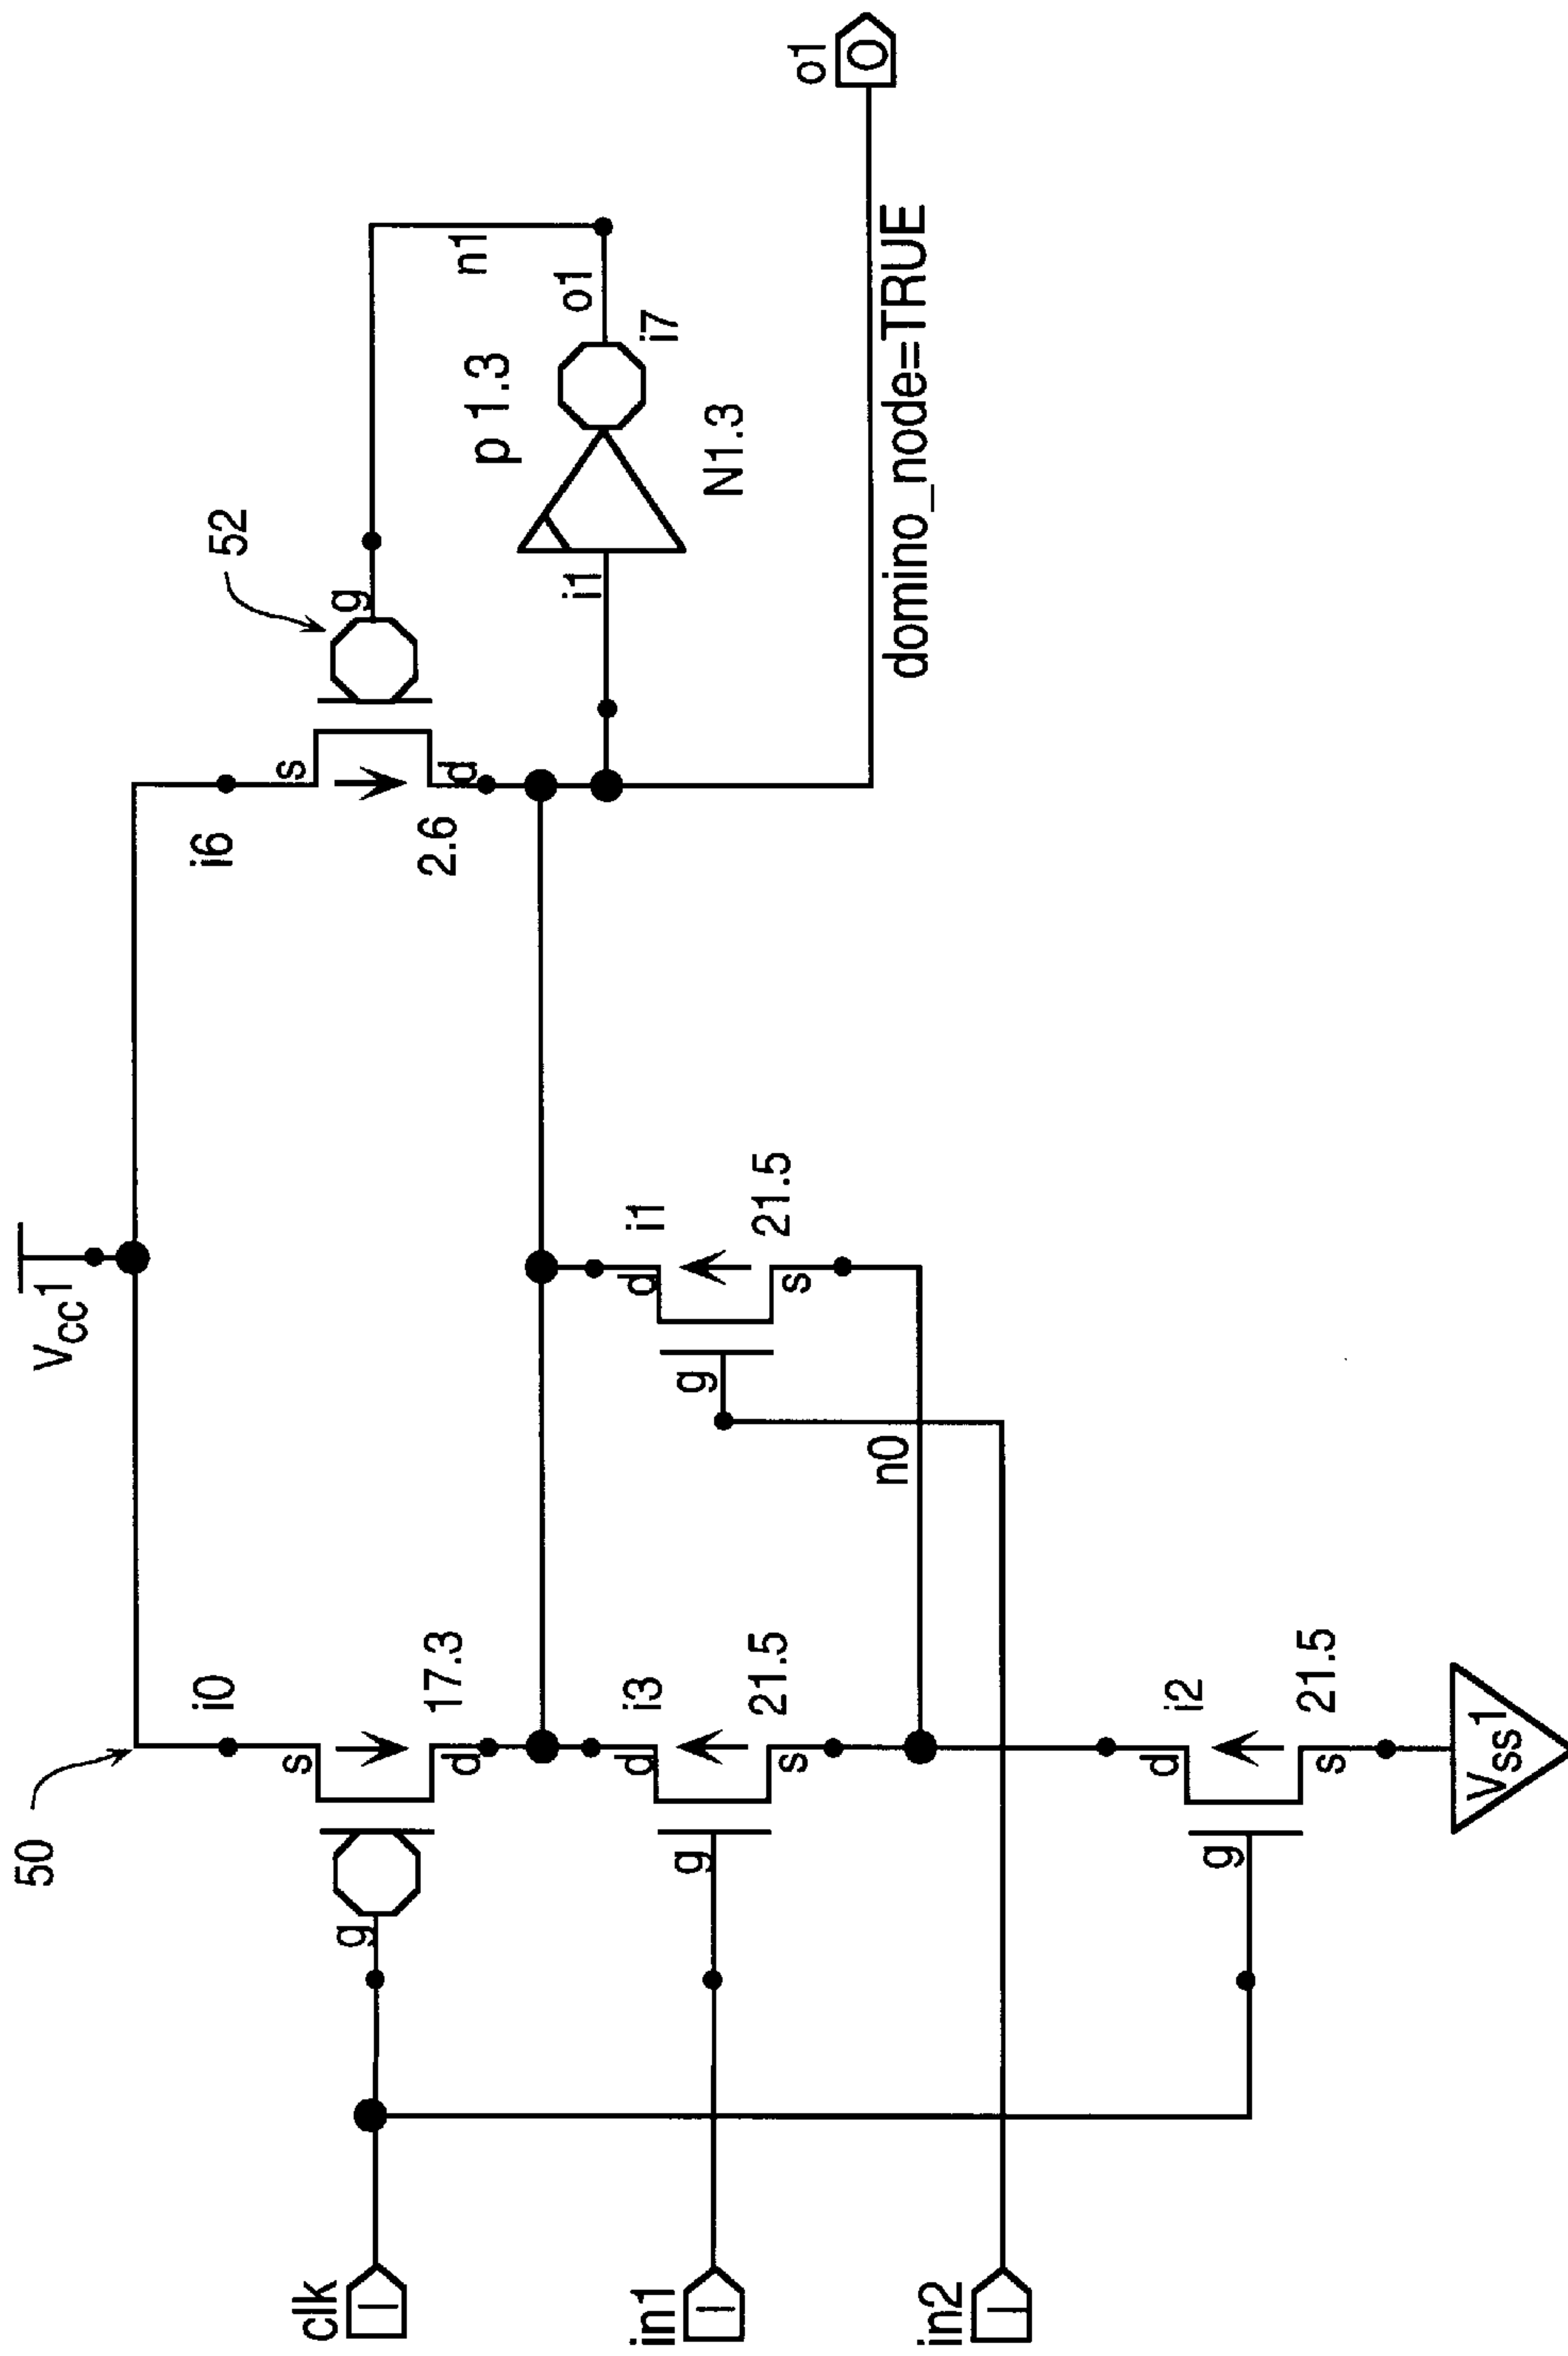 50
Vcc1
52
i0
i6
s
s
g
g
17.3
2.6
d
d
n1
p 1.3
o1
i7
i1
N1.3
clk
i3
i1
d
d
g
g
21.5
21.5
s
s
in1
o1
O
n0
domino_node=TRUE
in2
i2
d
g
21.5
s
Vss1
I
I
I